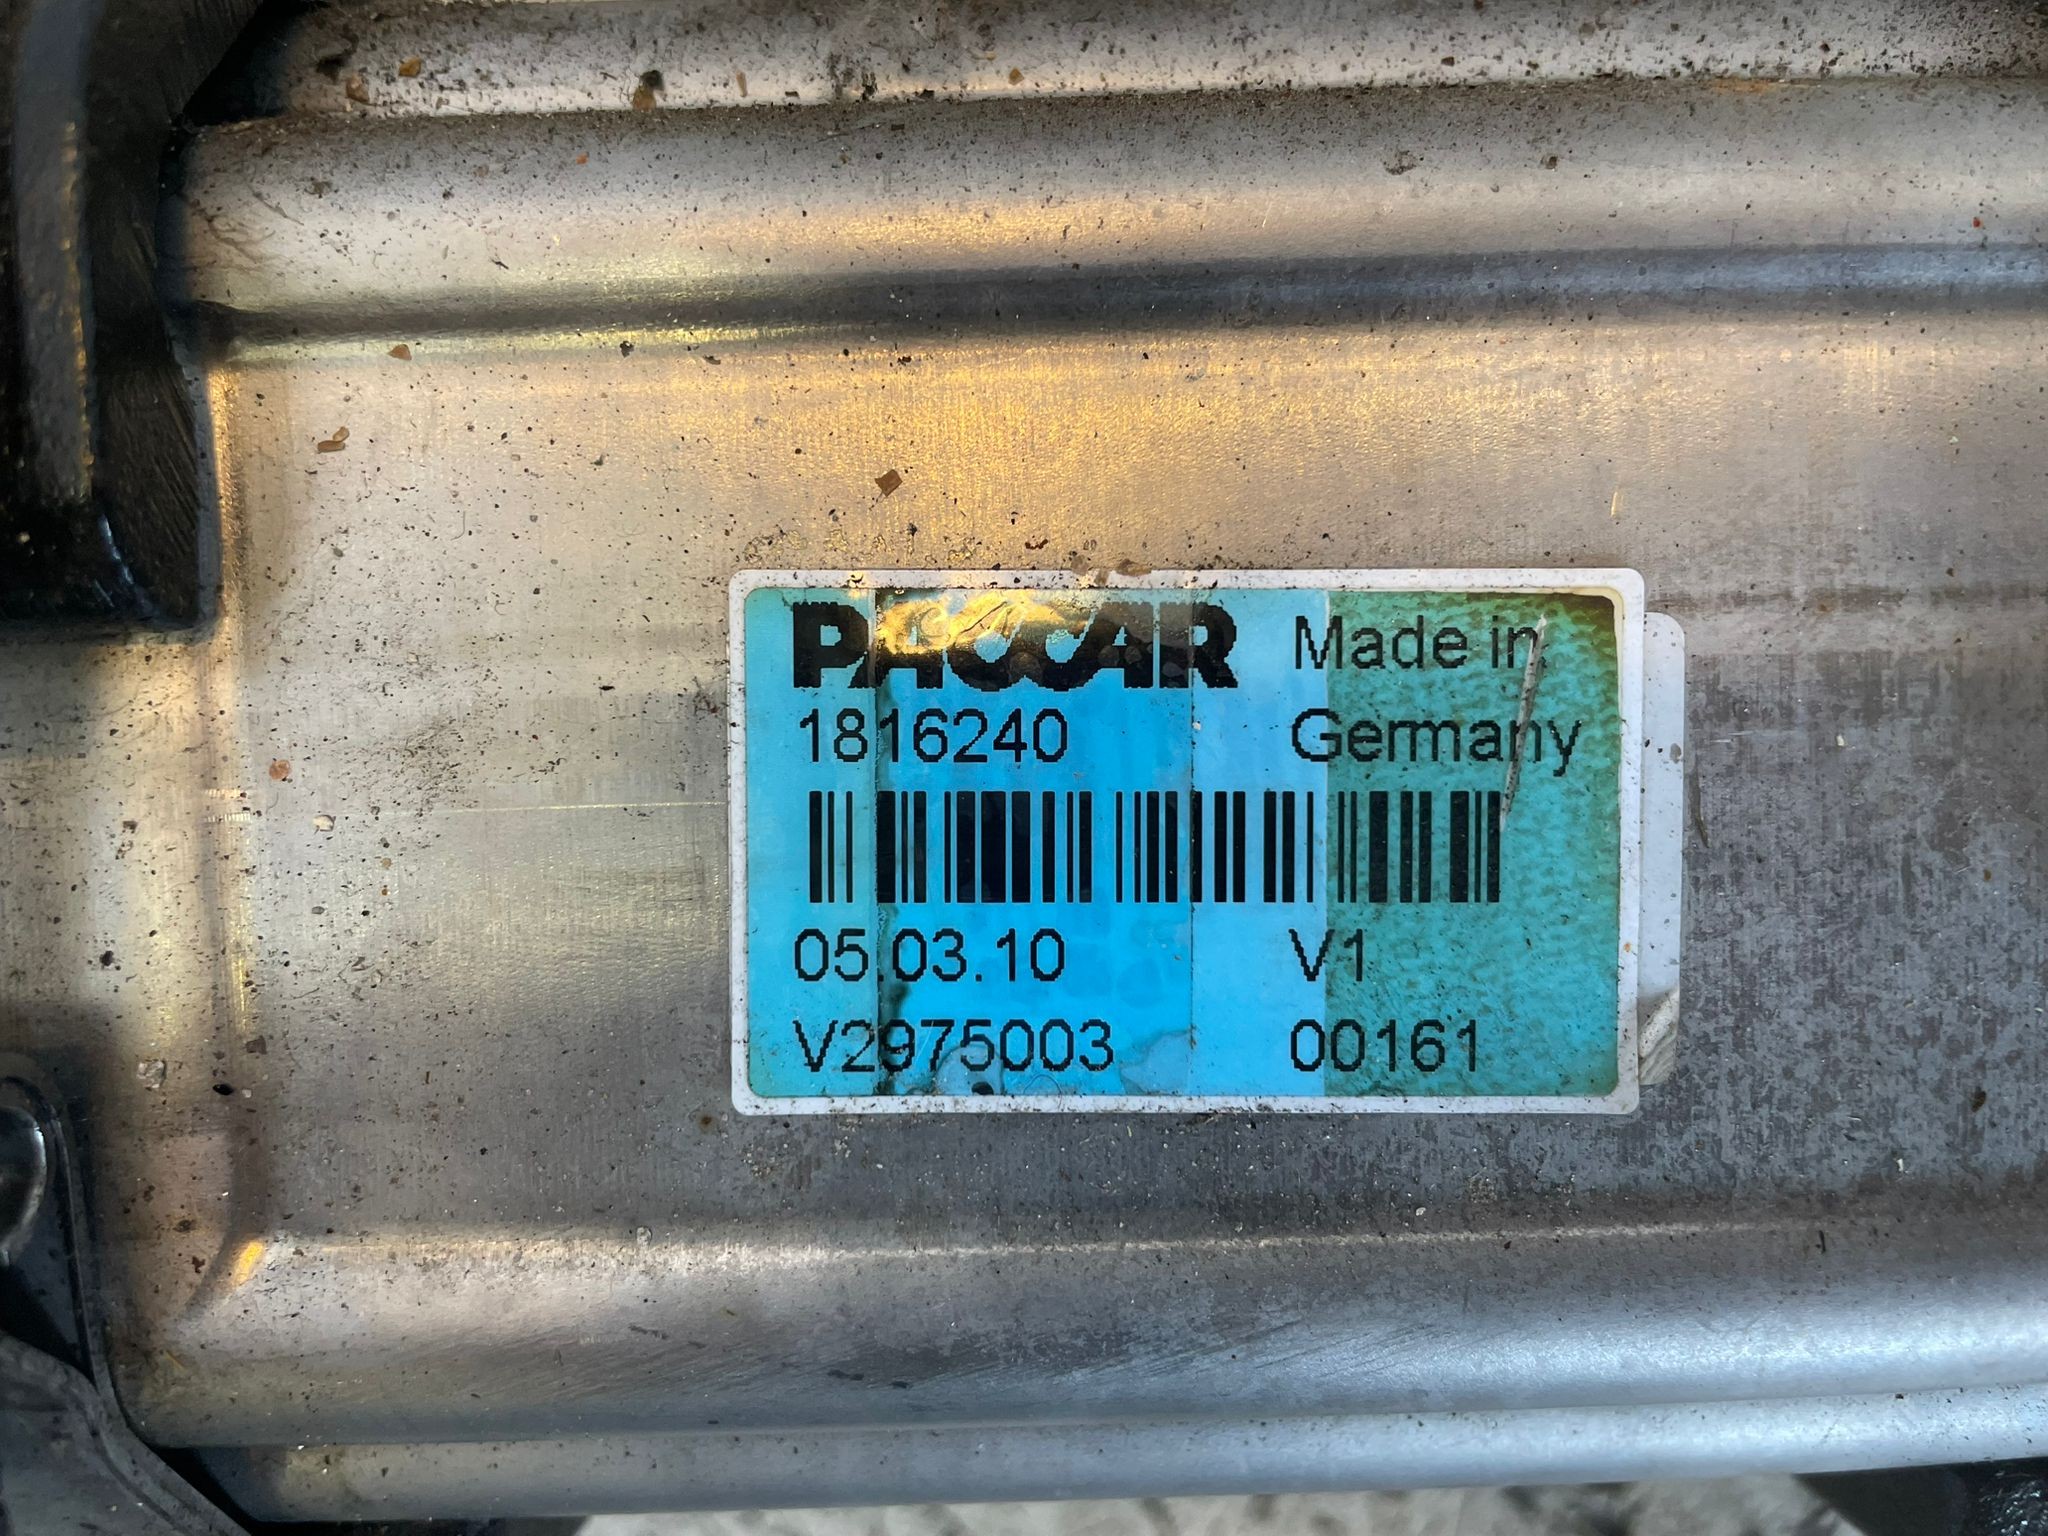 PACCAR Made in
1816240 Germany
05.03.10 V1
V2975003 00161